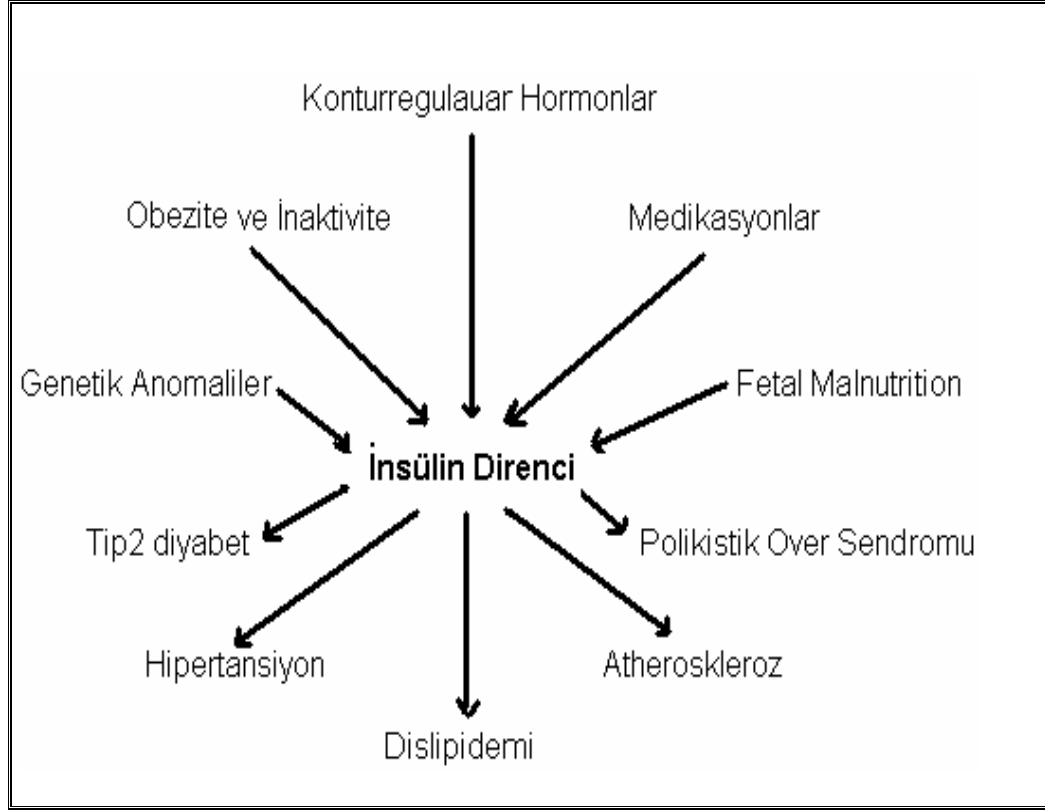 Konturregulauar Hormonlar
Obezite ve İnaktivite
Medikasyonlar
Genetik Anomaliler
Fetal Malnutrition
İnsülin Direnci
Tip2 diyabet
Polikistik Over Sendromu
Hipertansiyon
Atheroskleroz
Dislipidemi